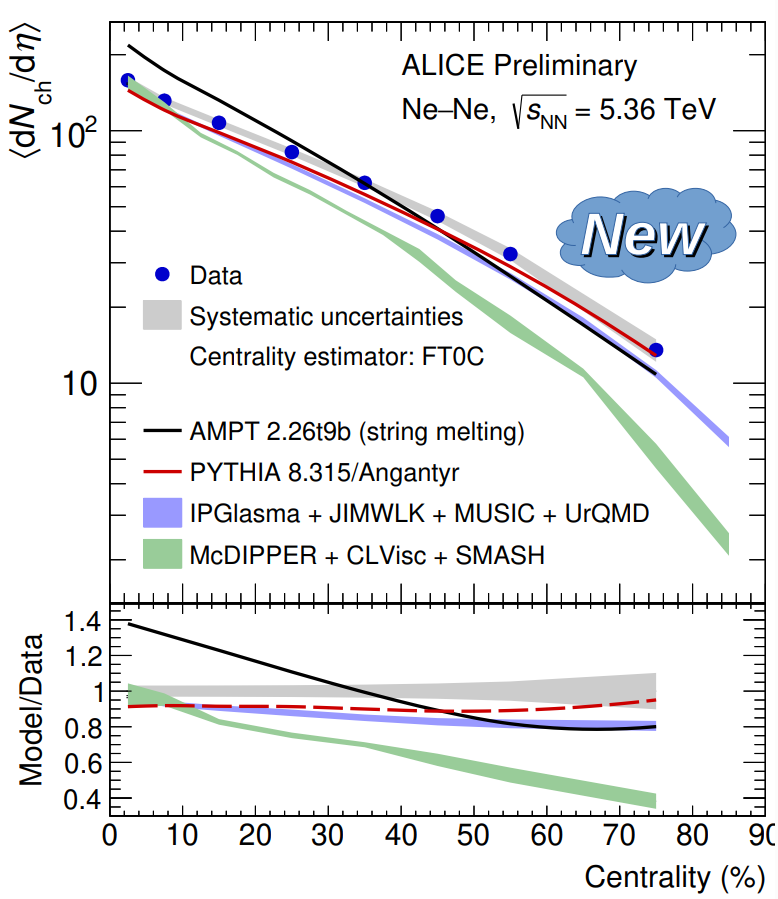 ⟨dN_ch/dη⟩
ALICE Preliminary
Ne–Ne, √s_NN = 5.36 TeV
10²
New
Data
Systematic uncertainties
Centrality estimator: FT0C
10
AMPT 2.26t9b (string melting)
PYTHIA 8.315/Angantyr
IPGlasma + JIMWLK + MUSIC + UrQMD
McDIPPER + CLVisc + SMASH
Model/Data
1.4
1.2
1
0.8
0.6
0.4
0 10 20 30 40 50 60 70 80 90
Centrality (%)